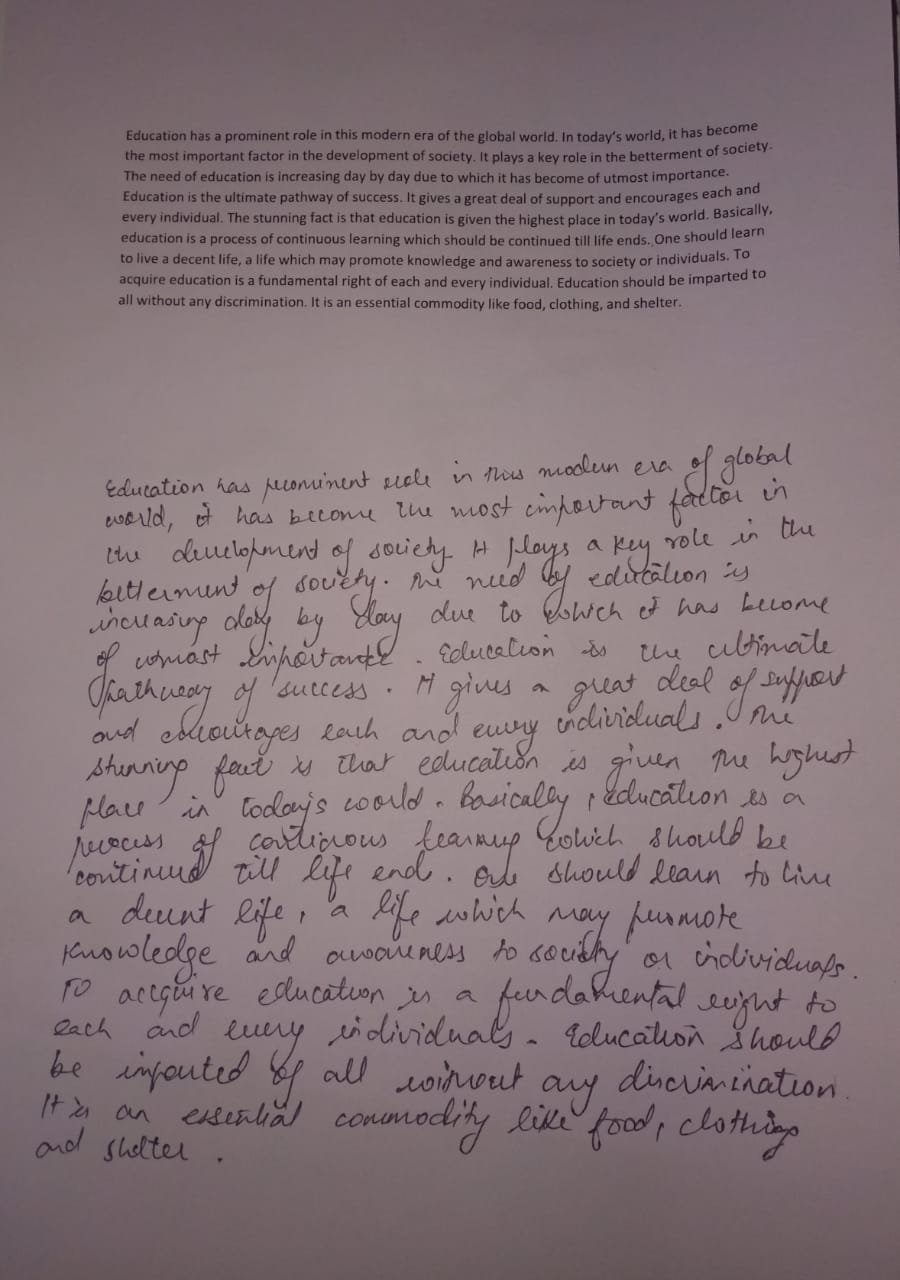 Education has a prominent role in this modern era of the global world. In today's world, it has become
the most important factor in the development of society. It plays a key role in the betterment of society.
The need of education is increasing day by day due to which it has become of utmost importance.
Education is the ultimate pathway of success. It gives a great deal of support and encourages each and
every individual. The stunning fact is that education is given the highest place in today's world. Basically,
education is a process of continuous learning which should be continued till life ends. One should learn
to live a decent life, a life which may promote knowledge and awareness to society or individuals. To
acquire education is a fundamental right of each and every individual. Education should be imparted to
all without any discrimination. It is an essential commodity like food, clothing, and shelter.
Education has prominent role in this modern era of global
world, it has become the most important factor in
the development of society. It plays a key role in the
betterment of society. The need of education is
increasing day by day due to which it has become
of utmost importance. Education is the ultimate
pathway of success. It gives a great deal of support
and encourages each and every individuals. The
stunning fact is that education is given the highest
place in today's world. Basically, education is a
process of continous learning which should be
continued till life end. One should learn to live
a decent life, a life which may promote
knowledge and awareness to society or individuals.
To accquire education is a fundamental right to
each and every individuals. Education should
be imparted of all without any discrimination.
It is an essential commodity like food, clothing
and shelter.